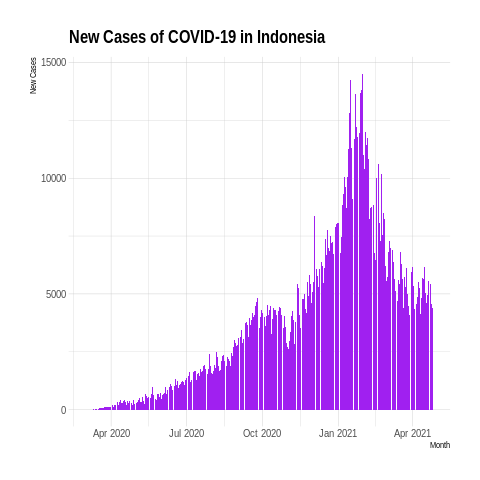 New Cases of COVID-19 in Indonesia
New Cases
15000
10000
5000
0
Apr 2020 Jul 2020 Oct 2020 Jan 2021 Apr 2021
Month